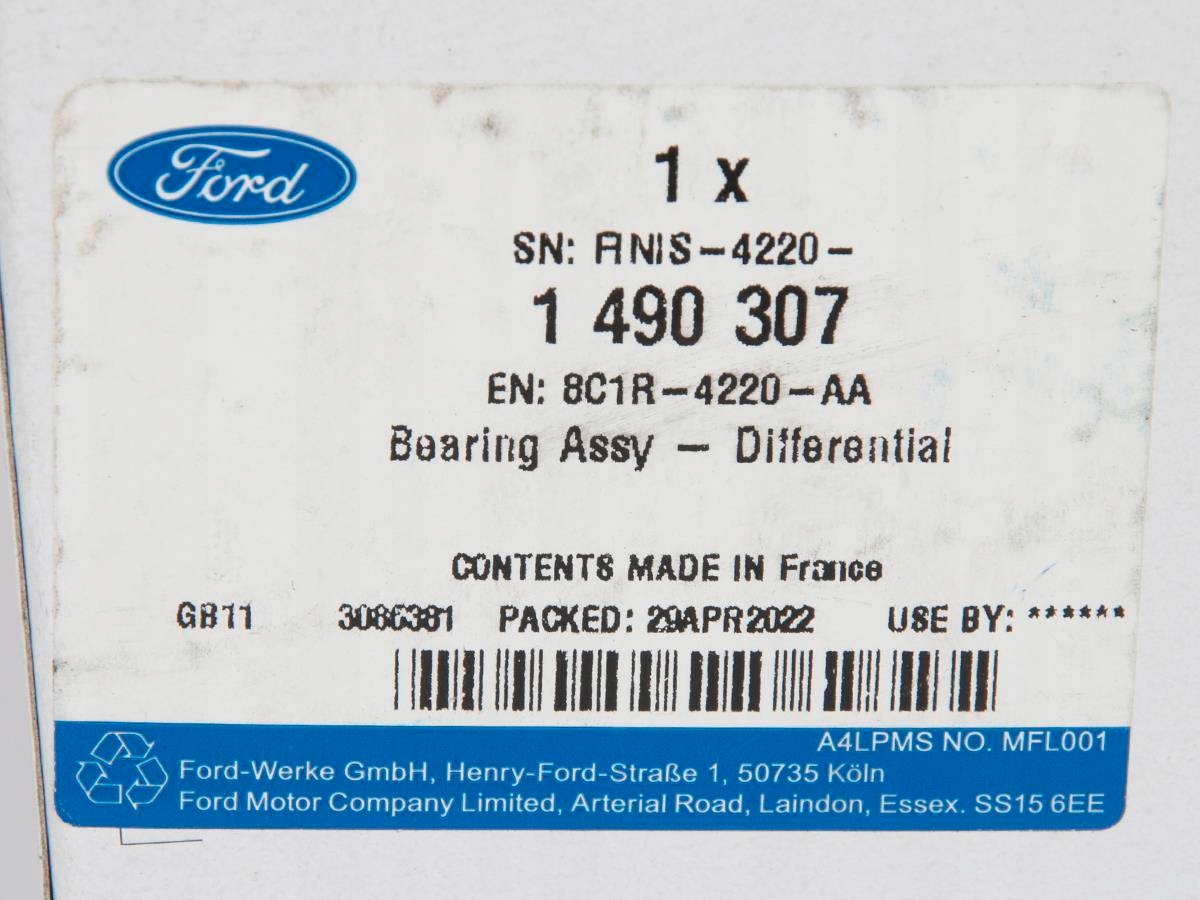 Ford
1 x
SN: FINIS-4220-
1 490 307
EN: 8C1R-4220-AA
Bearing Assy - Differential
CONTENTS MADE IN France
GB11 3086381 PACKED: 29APR2022 USE BY: ******
A4LPMS NO. MFL001
Ford-Werke GmbH, Henry-Ford-Straße 1, 50735 Köln
Ford Motor Company Limited, Arterial Road, Laindon, Essex. SS15 6EE